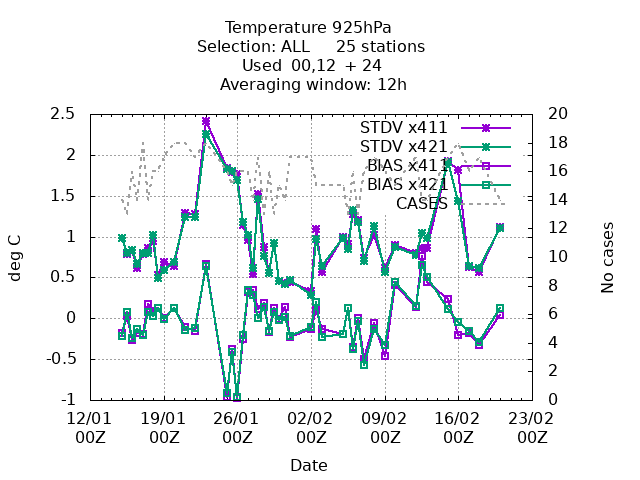 Temperature 925hPa
Selection: ALL 25 stations
Used 00,12 + 24
Averaging window: 12h
STDV x411
STDV x421
BIAS x411
BIAS x421
CASES
deg C
2.5
2
1.5
1
0.5
0
-0.5
-1
No cases
20
18
16
14
12
10
8
6
4
2
0
12/01 19/01 26/01 02/02 09/02 16/02 23/02
00Z 00Z 00Z 00Z 00Z 00Z 00Z
Date